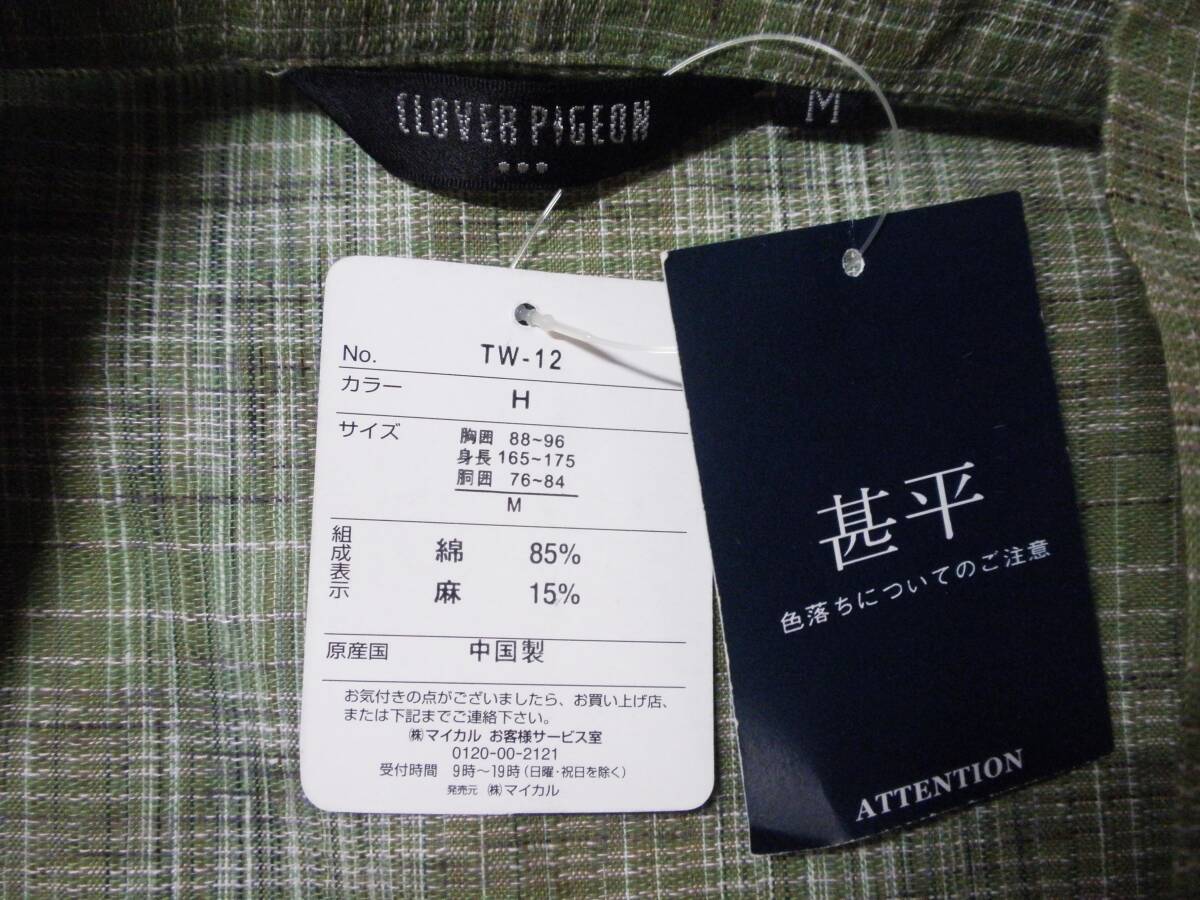 CLOVER PIGEON
M
No. TW-12
カラー H
サイズ 胸囲 88~96
身長 165~175
胴囲 76~84
M
組成表示
綿 85%
麻 15%
原産国 中国製
お気付きの点がございましたら、お買い上げ店、
または下記までご連絡下さい。
㈱マイカル お客様サービス室
0120-00-2121
受付時間 9時～19時(日曜・祝日を除く)
発売元 ㈱マイカル
甚平
色落ちについてのご注意
ATTENTION